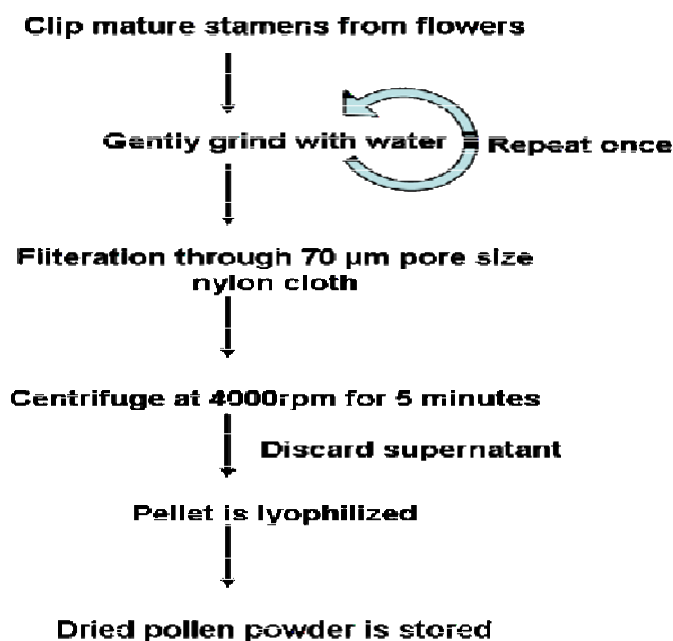 Clip mature stamens from flowers
Gently grind with water
Repeat once
Fliteration through 70 µm pore size
nylon cloth
Centrifuge at 4000rpm for 5 minutes
Discard supernatant
Pellet is lyophilized
Dried pollen powder is stored